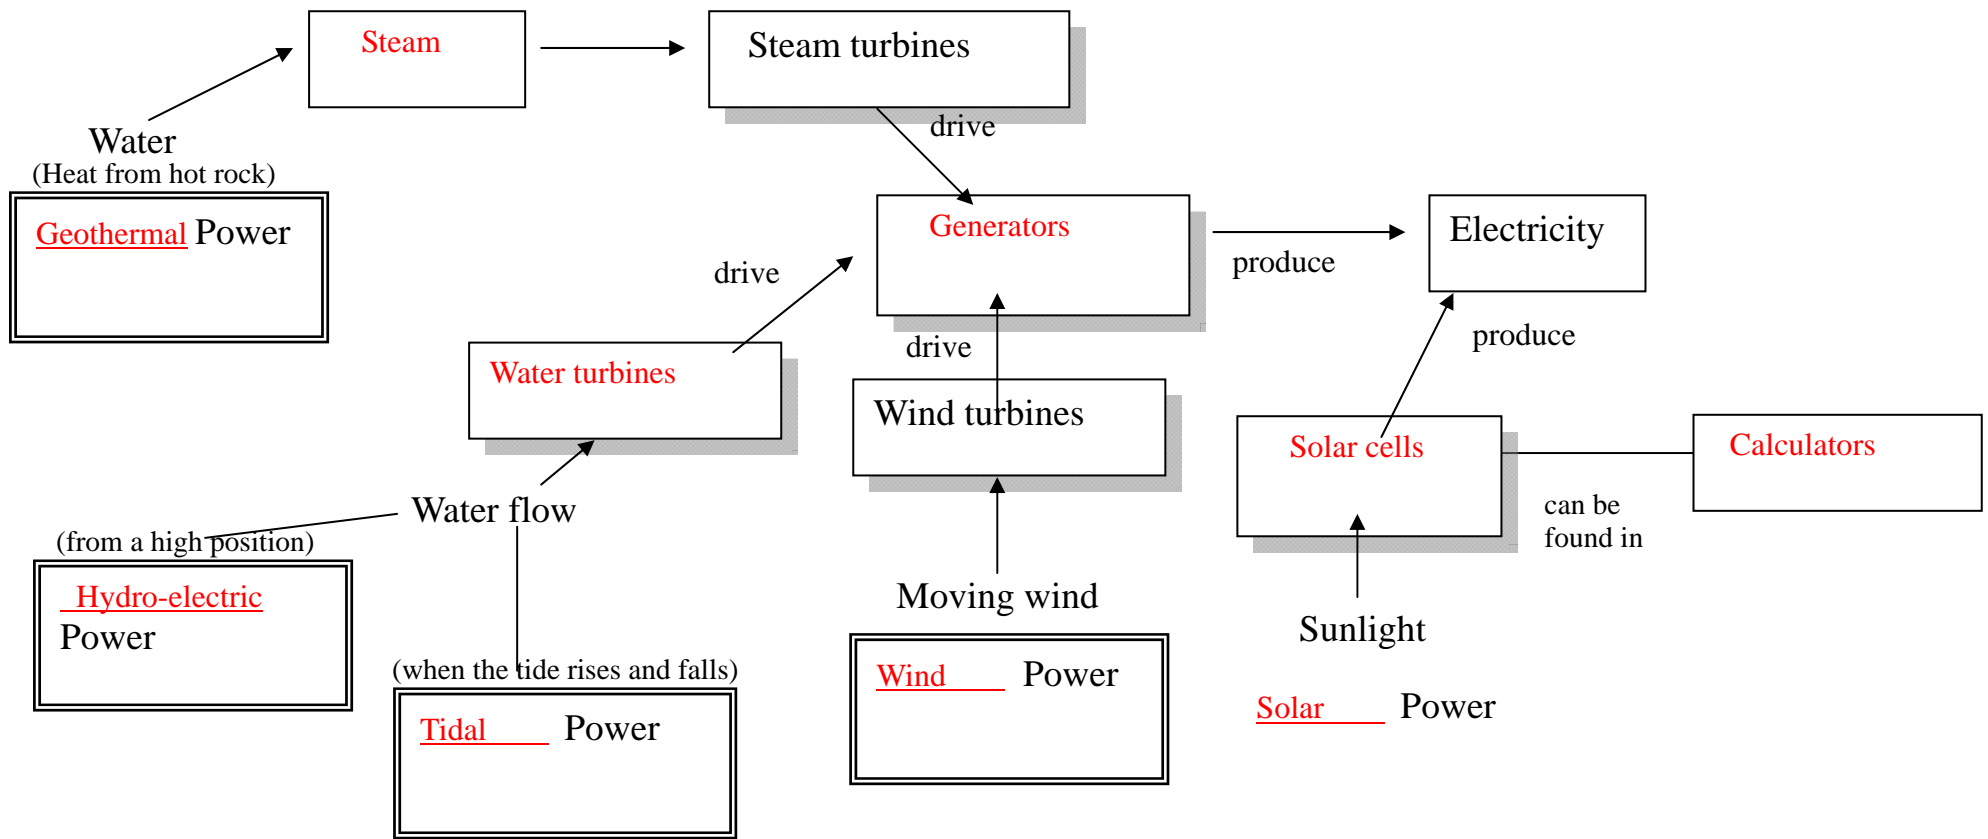 Steam
Steam turbines
drive
Water
(Heat from hot rock)
Geothermal Power
Generators
Electricity
produce
drive
drive
produce
Water turbines
Wind turbines
Solar cells
Calculators
can be
found in
Water flow
(from a high position)
Hydro-electric
Power
(when the tide rises and falls)
Tidal Power
Moving wind
Wind Power
Sunlight
Solar Power